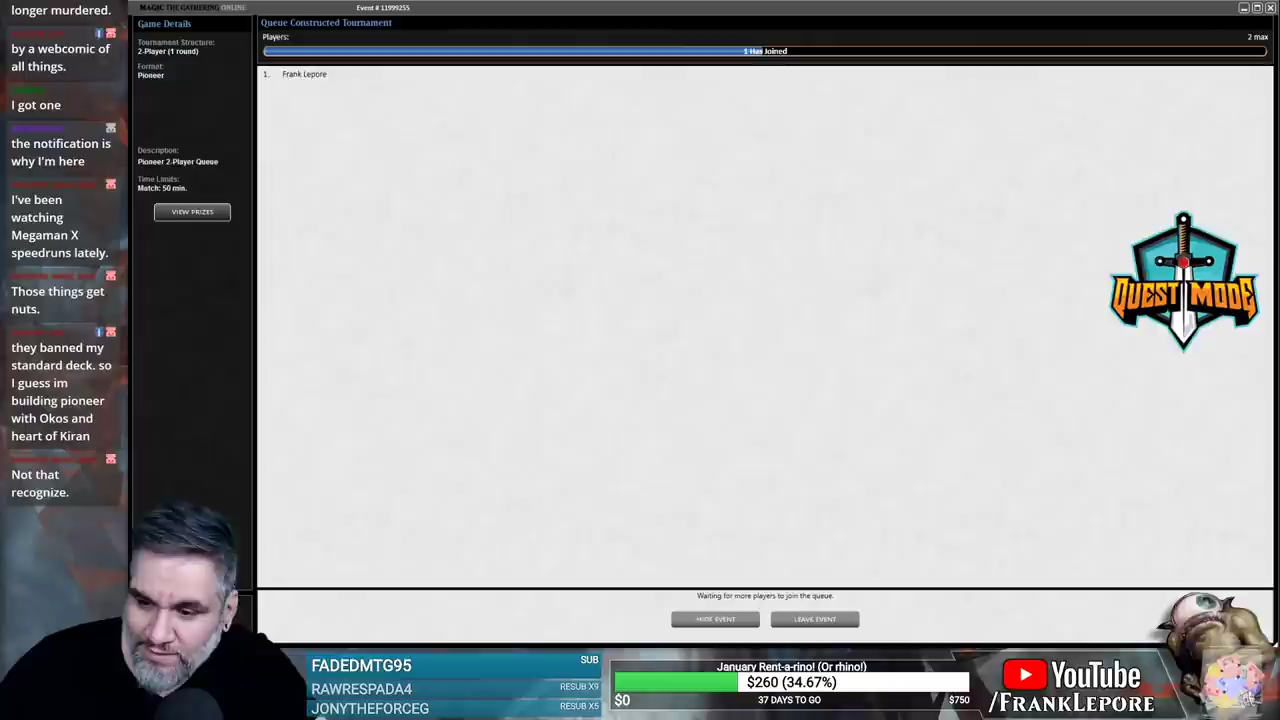 longer murdered.
by a webcomic of
all things.
I got one
the notification is
why I'm here
I've been
watching
Megaman X
speedruns lately.
Those things get
nuts.
they banned my
standard deck. so
I guess im
building pioneer
with Okos and
heart of Kiran
Not that
recognize.
MAGIC THE GATHERING ONLINE
Event # 11999255
Game Details
Tournament Structure:
2-Player (1 round)
Format:
Pioneer
Description:
Pioneer 2-Player Queue
Time Limits:
Match: 50 min.
VIEW PRIZES
Queue Constructed Tournament
Players:
2 max
1 Has Joined
1. Frank Lepore
QUEST MODE
Waiting for more players to join the queue.
HIDE EVENT
LEAVE EVENT
FADEDMTG95 SUB
RAWRESPADA4 RESUB X9
JONYTHEFORCEG RESUB X5
January Rent-a-rino! (Or rhino!)
$260 (34.67%)
$0 37 DAYS TO GO $750
YouTube
/FrankLepore